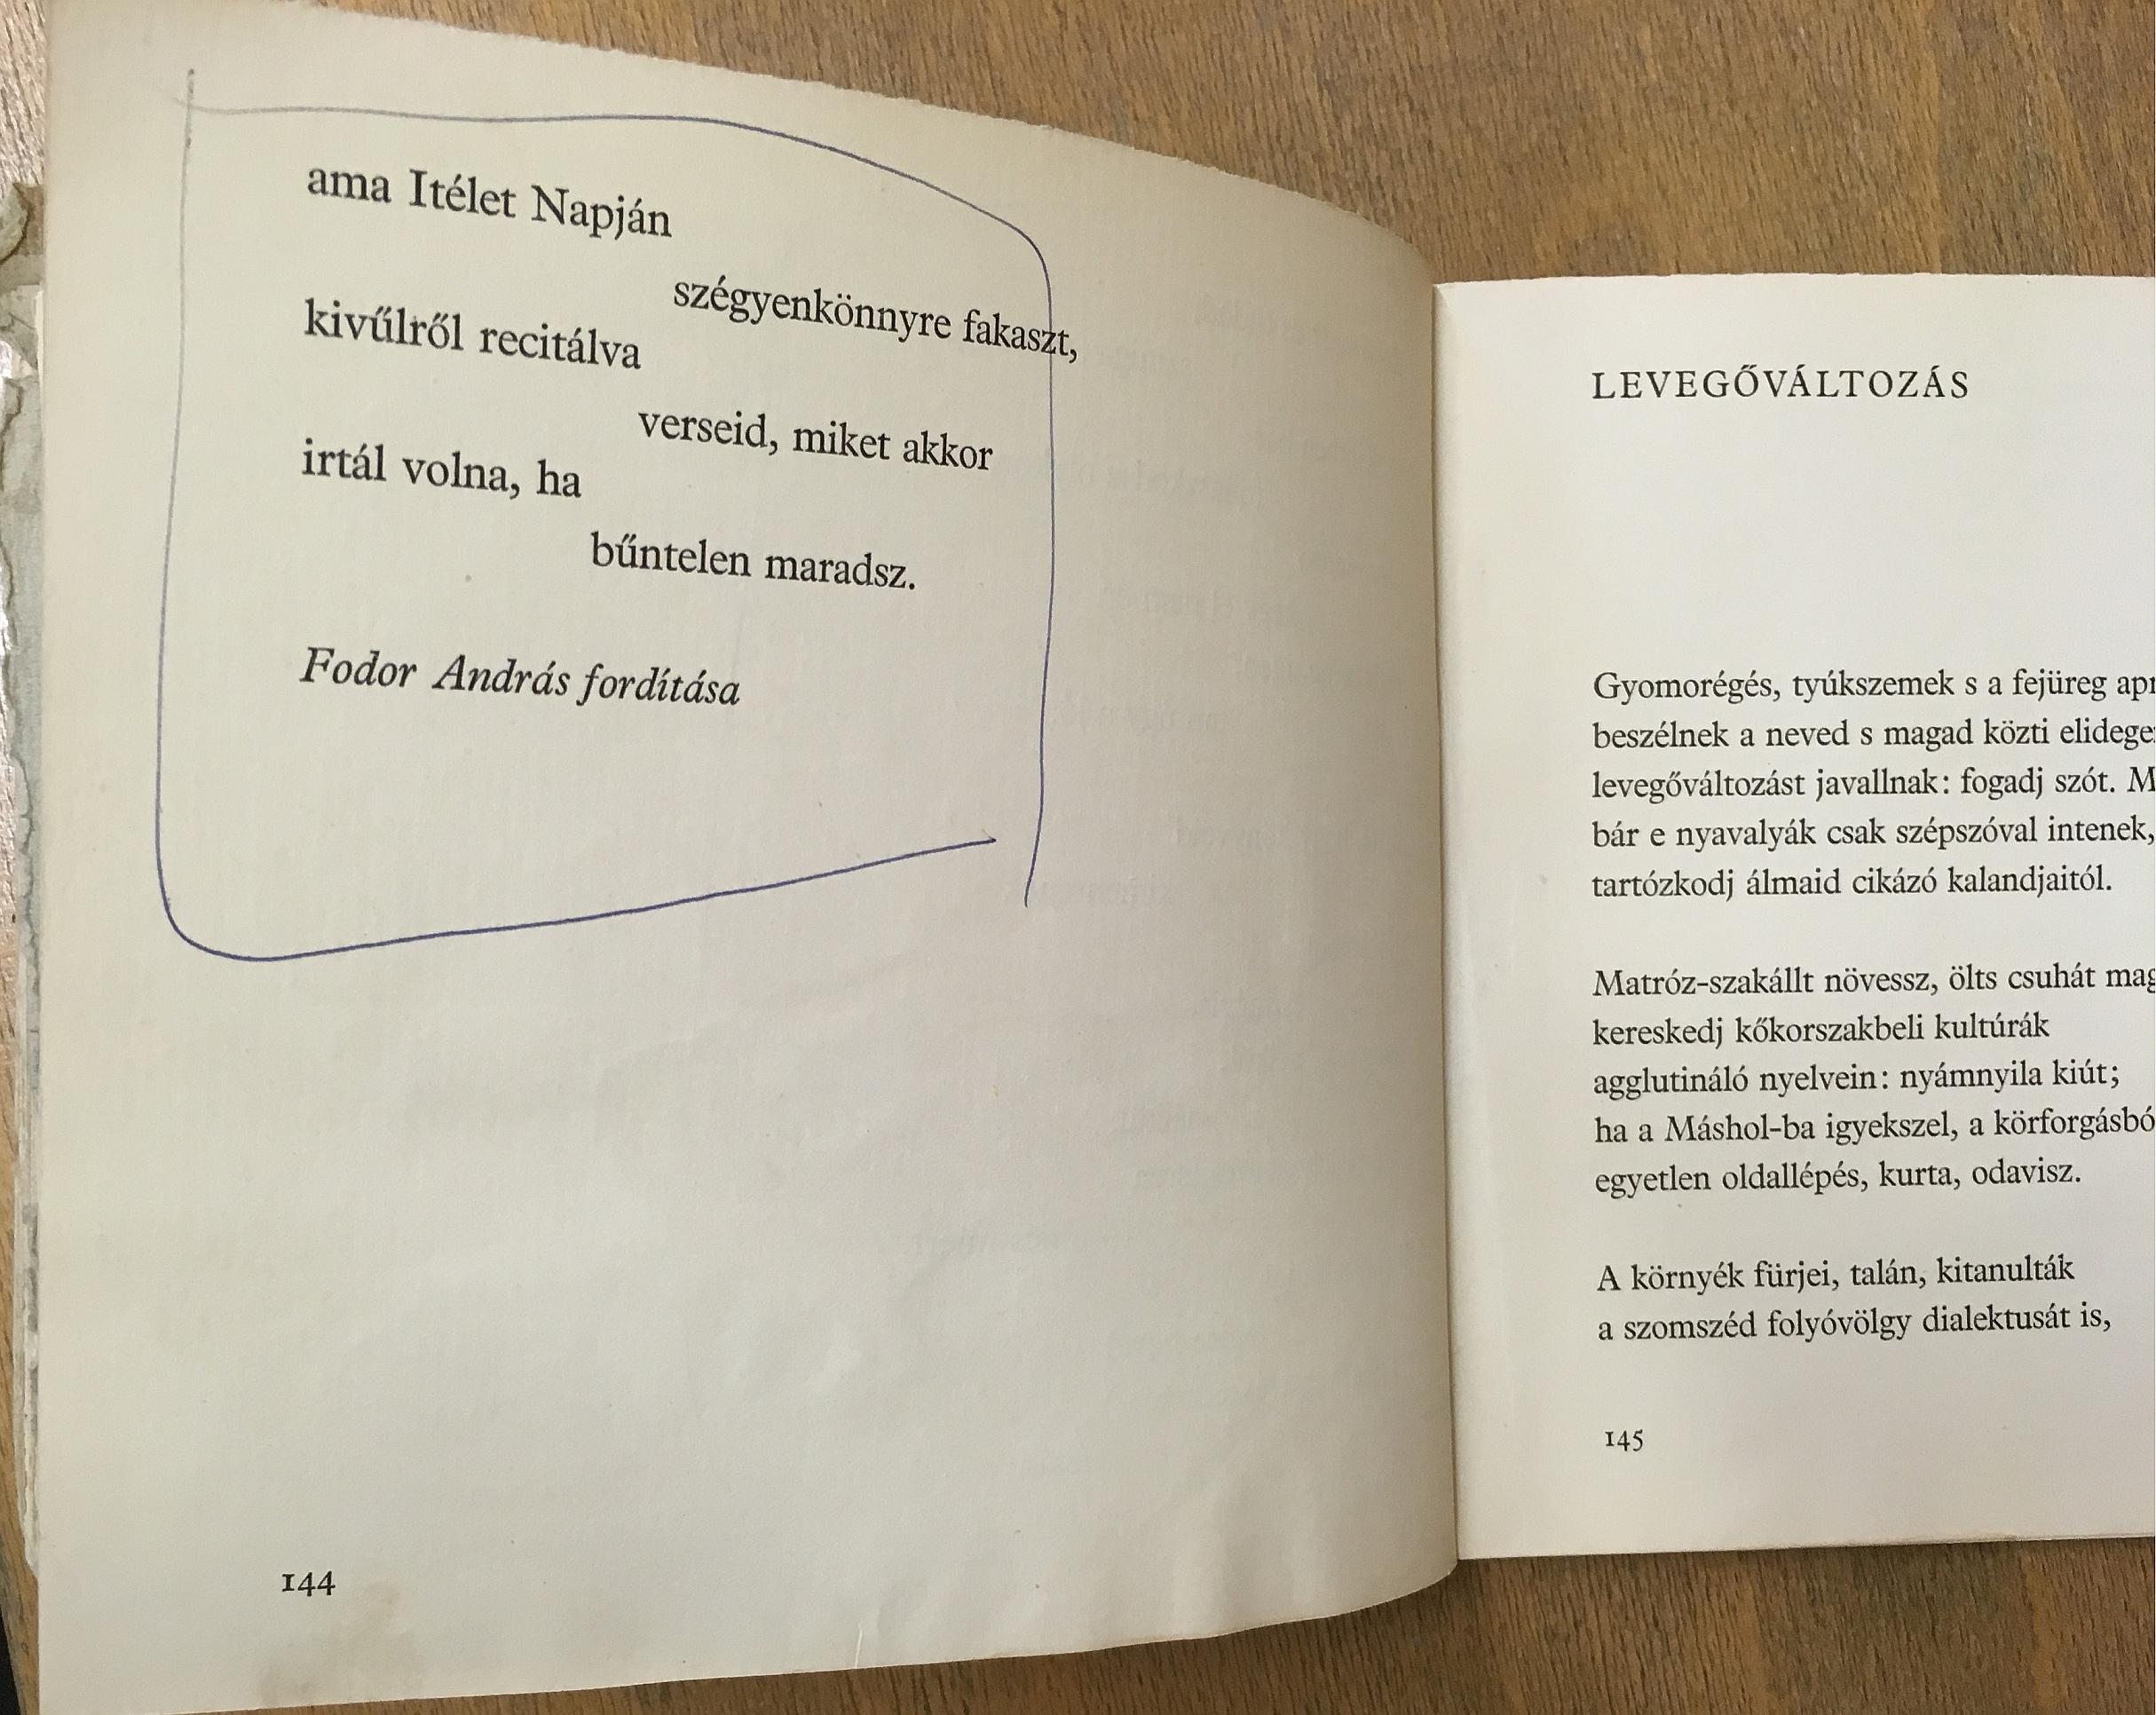 ama Itélet Napján
szégyenkönnyre fakaszt,
kivűlről recitálva
verseid, miket akkor
irtál volna, ha
bűntelen maradsz.
Fodor András fordítása
144
LEVEGŐVÁLTOZÁS
Gyomorégés, tyúkszemek s a fejüreg
beszélnek a neved s magad közti
levegőváltozást javallnak: fogadj szót.
bár e nyavalyák csak szépszóval intenek,
tartózkodj álmaid cikázó kalandjaitól.
Matróz-szakállt növessz, ölts csuhát
kereskedj kőkorszakbeli kultúrák
agglutináló nyelvein: nyámnyila kiút;
ha a Máshol-ba igyekszel, a
egyetlen oldallépés, kurta, odavisz.
A környék fürjei, talán, kitanulták
a szomszéd folyóvölgy dialektusát is,
145